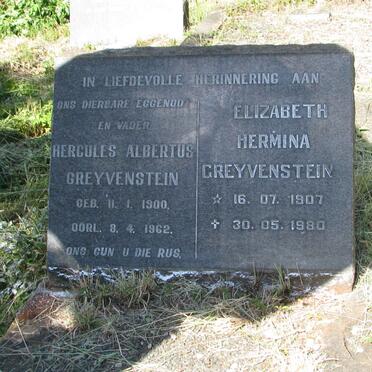 IN LIEFDEVOLLE HERINNERING AAN
ONS DIERBARE EGGENOOT
EN VADER
HERCULES ALBERTUS
GREYVENSTEIN
GEB. 11. 1. 1900,
OORL. 8. 4. 1962,
ONS GUN U DIE RUS,
ELIZABETH
HERMINA
GREYVENSTEIN
☆ 16. 07. 1907
✝ 30. 05. 1980